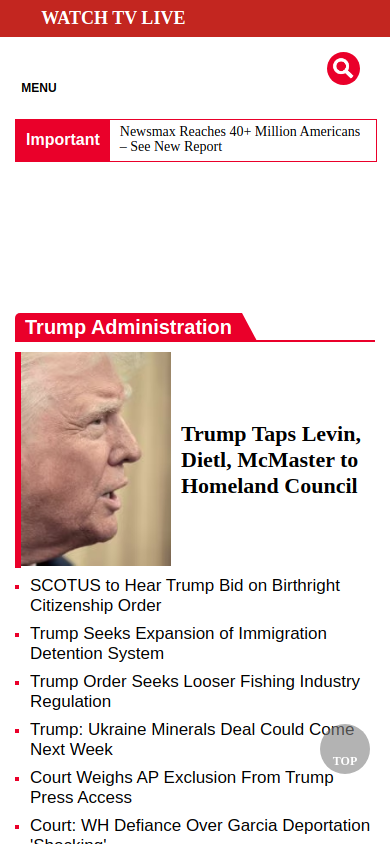 WATCH TV LIVE
MENU
Important
Newsmax Reaches 40+ Million Americans
– See New Report
Trump Administration
Trump Taps Levin,
Dietl, McMaster to
Homeland Council
SCOTUS to Hear Trump Bid on Birthright
Citizenship Order
Trump Seeks Expansion of Immigration
Detention System
Trump Order Seeks Looser Fishing Industry
Regulation
Trump: Ukraine Minerals Deal Could Come
Next Week
TOP
Court Weighs AP Exclusion From Trump
Press Access
Court: WH Defiance Over Garcia Deportation
'Shocking'